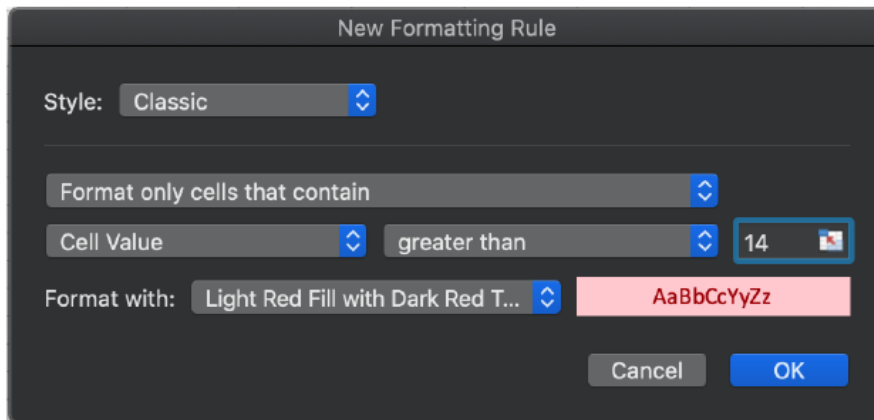 New Formatting Rule
Style: Classic
Format only cells that contain
Cell Value greater than 14
Format with: Light Red Fill with Dark Red T... AaBbCcYyZz
Cancel OK